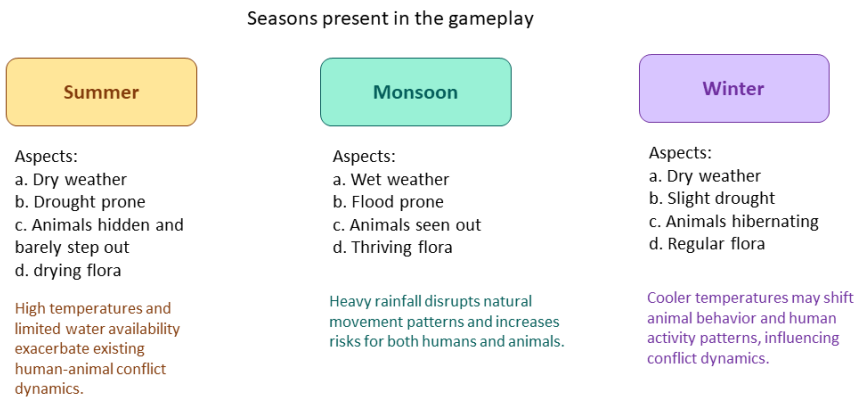 Seasons present in the gameplay
Summer
Aspects:
a. Dry weather
b. Drought prone
c. Animals hidden and
barely step out
d. drying flora
High temperatures and
limited water availability
exacerbate existing
human-animal conflict
dynamics.
Monsoon
Aspects:
a. Wet weather
b. Flood prone
c. Animals seen out
d. Thriving flora
Heavy rainfall disrupts natural
movement patterns and increases
risks for both humans and animals.
Winter
Aspects:
a. Dry weather
b. Slight drought
c. Animals hibernating
d. Regular flora
Cooler temperatures may shift
animal behavior and human
activity patterns, influencing
conflict dynamics.